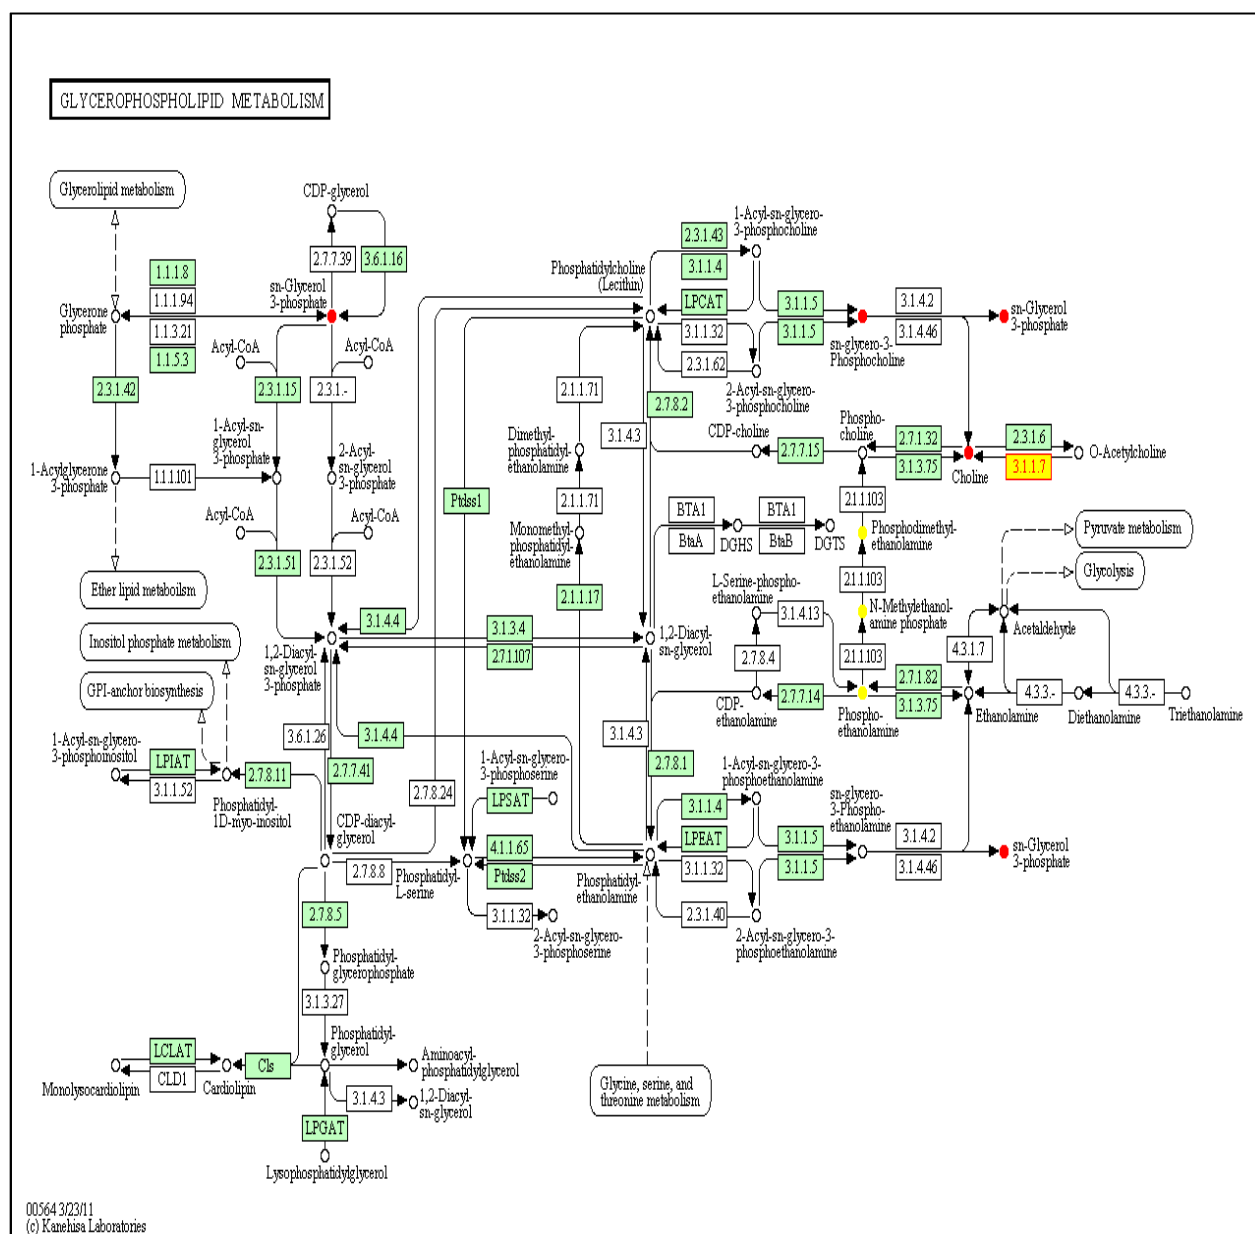 GLYCEROPHOSPHOLIPID METABOLISM
Glycerolipid metabolism
CDP-glycerol
2.7.7.39
3.6.1.16
sn-Glycerol
3-phosphate
1.1.1.8
1.1.1.94
1.1.3.21
1.1.5.3
Glycerone
phosphate
2.3.1.42
Acyl-CoA
Acyl-CoA
2.3.1.15
2.3.1.-
1-Acyl-sn-
glycerol
3-phosphate
2-Acyl-
sn-glycerol
3-phosphate
1-Acylglycerone
3-phosphate
1.1.1.101
Acyl-CoA
Acyl-CoA
2.3.1.51
2.3.1.52
Ether lipid metaboilsm
Inositol phosphate metabolism
GPI-anchor biosynthesis
1,2-Diacyl-
sn-glycerol
3-phosphate
1-Acyl-sn-glycero-
3-phosphoinositol
LPIAT
3.1.1.52
Phosphatidyl-
1D-myo-inositol
2.7.8.11
3.6.1.26
2.7.7.41
CDP-diacyl-
glycerol
2.7.8.5
Phosphatidyl-
glycerophosphate
3.1.3.27
Phosphatidyl-
glycerol
LCLAT
CLD1
Monolysocardiolipin
Cardiolipin
Cls
Aminoacyl-
phosphatidylglycerol
3.1.4.3
1,2-Diacyl-
sn-glycerol
LPGAT
Lysophosphatidylglycerol
Phosphatidylcholine
(Lecithin)
2.3.1.43
3.1.1.4
LPCAT
3.1.1.32
2.3.1.62
1-Acyl-sn-glycero-
3-phosphocholine
2-Acyl-sn-glycero-
3-phosphocholine
3.1.1.5
3.1.1.5
sn-glycero-3-
Phosphocholine
3.1.4.2
3.1.4.46
sn-Glycerol
3-phosphate
2.1.1.71
Dimethyl-
phosphatidyl-
ethanolamine
2.1.1.71
Monomethyl-
phosphatidyl-
ethanolamine
2.1.1.17
Ptdss1
3.1.4.3
2.7.8.2
CDP-choline
2.7.7.15
Phospho-
choline
2.7.1.32
3.1.3.75
Choline
2.3.1.6
3.1.1.7
O-Acetylcholine
BTA1
BtaA
DGHS
BTA1
BtaB
DGTS
2.1.1.103
Phosphodimethyl-
ethanolamine
2.1.1.103
N-Methylethanol-
amine phosphate
2.1.1.103
Pyruvate metabolism
Glycolysis
Acetaldehyde
L-Serine-phospho-
ethanolamine
3.1.4.13
2.7.8.4
CDP-
ethanolamine
2.7.7.14
Phospho-
ethanolamine
2.7.1.82
3.1.3.75
4.3.1.7
Ethanolamine
4.3.3.-
Diethanolamine
4.3.3.-
Triethanolamine
3.1.4.4
3.1.3.4
2.7.1.107
1,2-Diacyl-
sn-glycerol
3.1.4.4
2.7.8.24
3.1.4.3
2.7.8.1
1-Acyl-sn-glycero-
3-phosphoserine
LPSAT
2.7.8.8
Phosphatidyl-
L-serine
4.1.1.65
Ptdss2
3.1.1.32
2-Acyl-sn-glycero-
3-phosphoserine
Phosphatidyl-
ethanolamine
1-Acyl-sn-glycero-3-
phosphoethanolamine
3.1.1.4
LPEAT
3.1.1.32
2.3.1.40
2-Acyl-sn-glycero-3-
phosphoethanolamine
3.1.1.5
3.1.1.5
sn-glycero-
3-Phospho-
ethanolamine
3.1.4.2
3.1.4.46
sn-Glycerol
3-phosphate
Glycine, serine, and
threonine metabolism
00564 3/23/11
(c) Kanehisa Laboratories